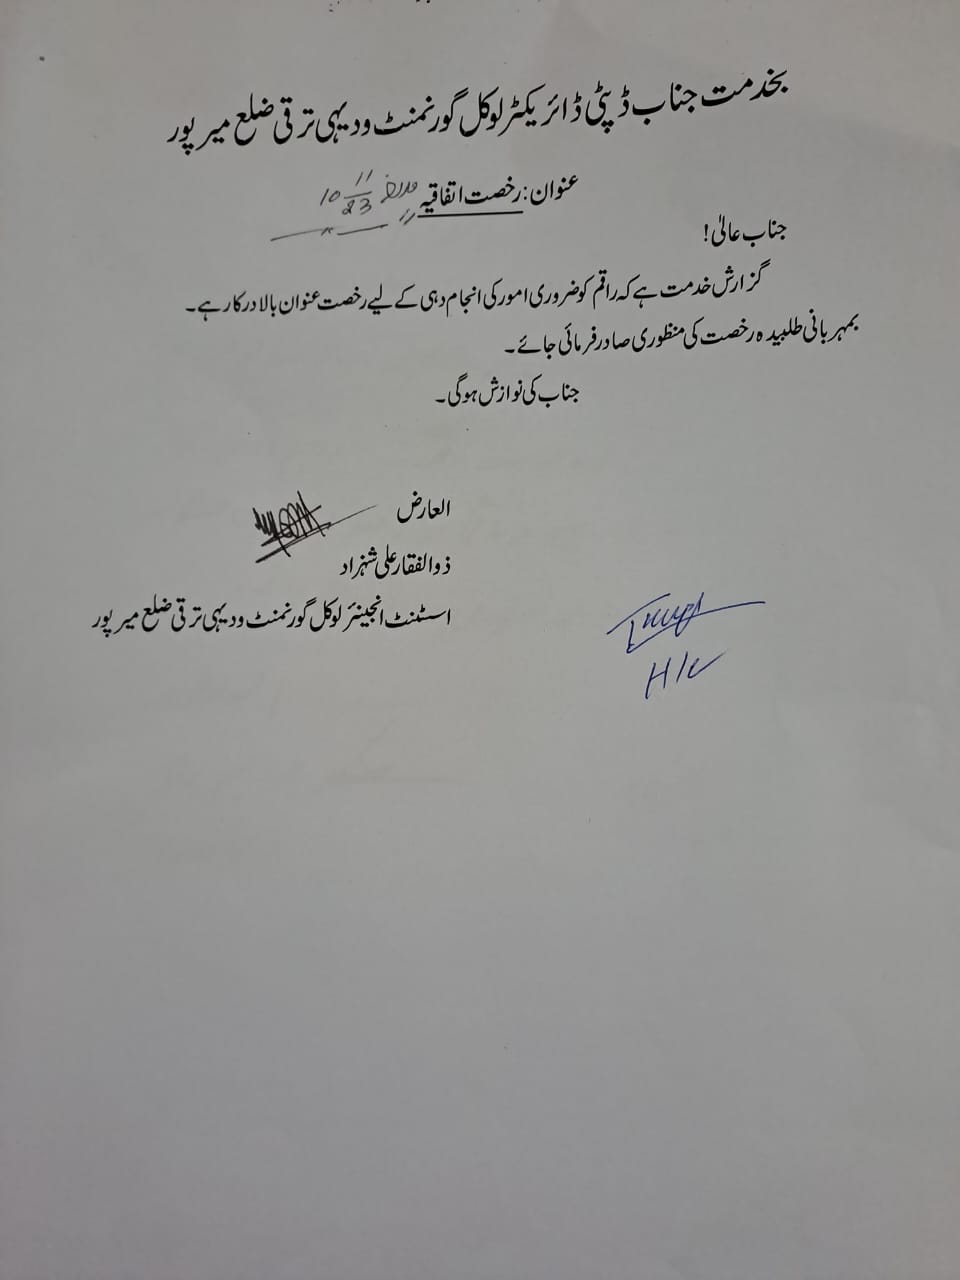 بخدمت جناب ڈپٹی ڈائریکٹر لوکل گورنمنٹ و دیہی ترقی ضلع میرپور
عنوان: رخصت اتفاقیہ مورخہ 10 11/23
جناب عالیٰ!
گزارش خدمت ہے کہ راقم کو ضروری امور کی انجام دہی کے لیے رخصت عنوان بالا درکار ہے۔
بمہربانی طلبیدہ رخصت کی منظوری صادر فرمائی جائے۔
جناب کی نوازش ہوگی۔
العارض
ذوالفقار علی شہزاد
اسسٹنٹ انجینئر لوکل گورنمنٹ و دیہی ترقی ضلع میرپور